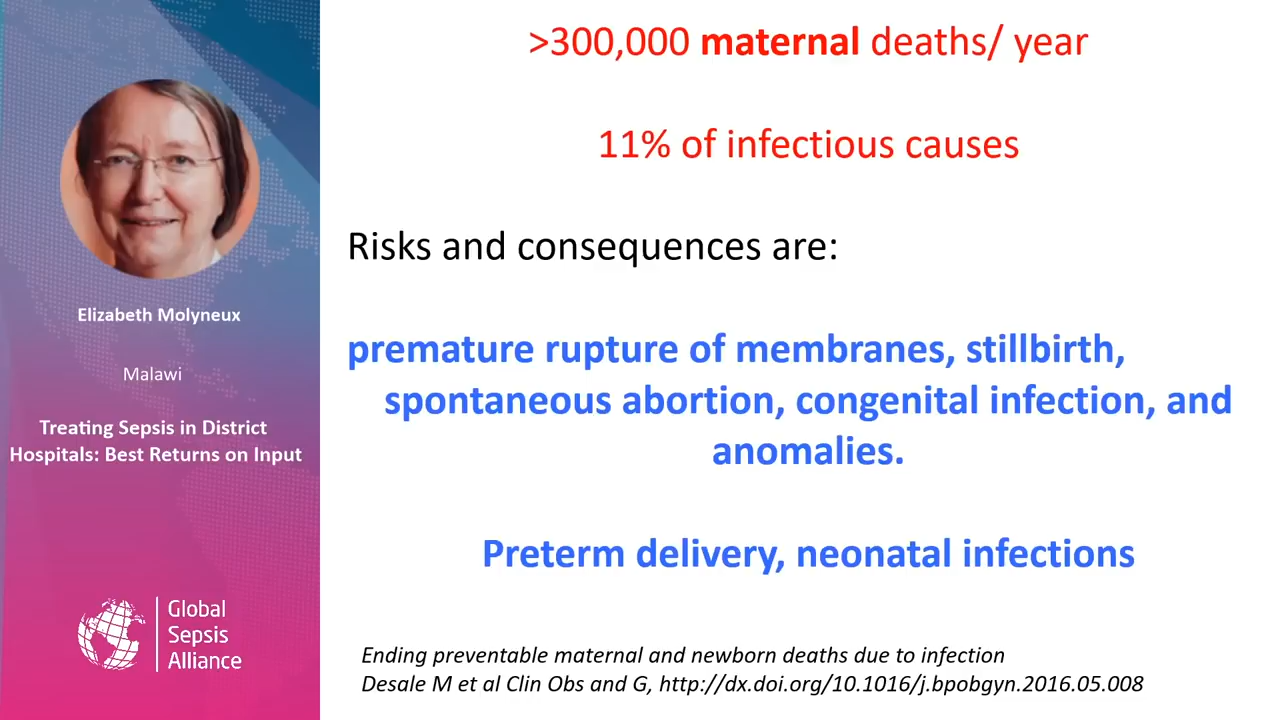 Elizabeth Molyneux
Malawi
Treating Sepsis in District
Hospitals: Best Returns on Input
Global
Sepsis
Alliance
>300,000 maternal deaths/ year
11% of infectious causes
Risks and consequences are:
premature rupture of membranes, stillbirth,
spontaneous abortion, congenital infection, and
anomalies.
Preterm delivery, neonatal infections
Ending preventable maternal and newborn deaths due to infection
Desale M et al Clin Obs and G, http://dx.doi.org/10.1016/j.bpobgyn.2016.05.008